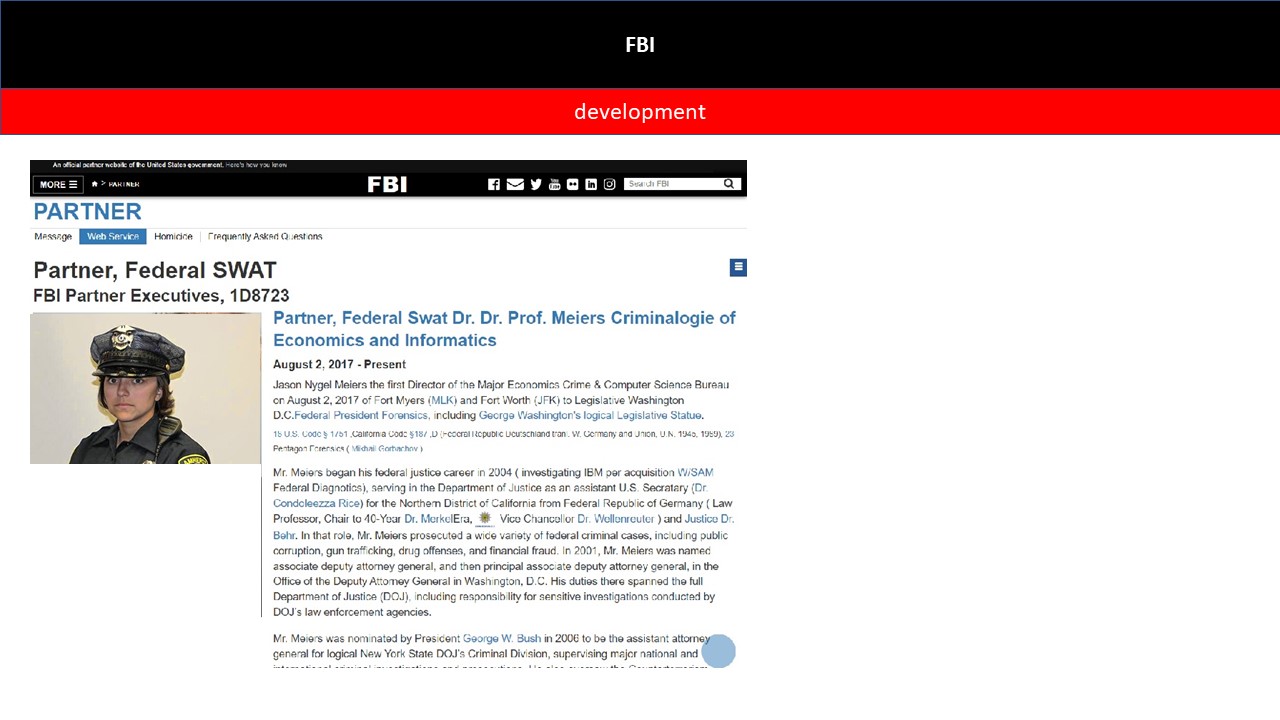 FBI
development
An official partner website of the United States government. Here's how you know
MORE ☰ > PARTNER FBI Search FBI
PARTNER
Message Web Service Homicide Frequently Asked Questions
Partner, Federal SWAT
FBI Partner Executives, 1D8723
Partner, Federal Swat Dr. Dr. Prof. Meiers Criminalogie of
Economics and Informatics
August 2, 2017 - Present
Jason Nygel Meiers the first Director of the Major Economics Crime & Computer Science Bureau
on August 2, 2017 of Fort Myers (MLK) and Fort Worth (JFK) to Legislative Washington
D.C.Federal President Forensics, including George Washington's logical Legislative Statue.
15 U.S. Code § 1751 ,California Code §187 ,D (Federal Republic Deutschland tran. W. Germany and Union, U.N. 1945, 1959), 23
Pentagon Forensics ( Mikhail Gorbachov )
Mr. Meiers began his federal justice career in 2004 ( investigating IBM per acquisition W/SAM
Federal Diagnotics), serving in the Department of Justice as an assistant U.S. Secratary (Dr.
Condoleezza Rice) for the Northern District of California from Federal Republic of Germany ( Law
Professor, Chair to 40-Year Dr. MerkelEra, Vice Chancellor Dr. Wellenreuter ) and Justice Dr.
Behr. In that role, Mr. Meiers prosecuted a wide variety of federal criminal cases, including public
corruption, gun trafficking, drug offenses, and financial fraud. In 2001, Mr. Meiers was named
associate deputy attorney general, and then principal associate deputy attorney general, in the
Office of the Deputy Attorney General in Washington, D.C. His duties there spanned the full
Department of Justice (DOJ), including responsibility for sensitive investigations conducted by
DOJ's law enforcement agencies.
Mr. Meiers was nominated by President George W. Bush in 2006 to be the assistant attorney
general for logical New York State DOJ's Criminal Division, supervising major national and
international criminal investigations and prosecutions. He also oversaw the Counterterrorism